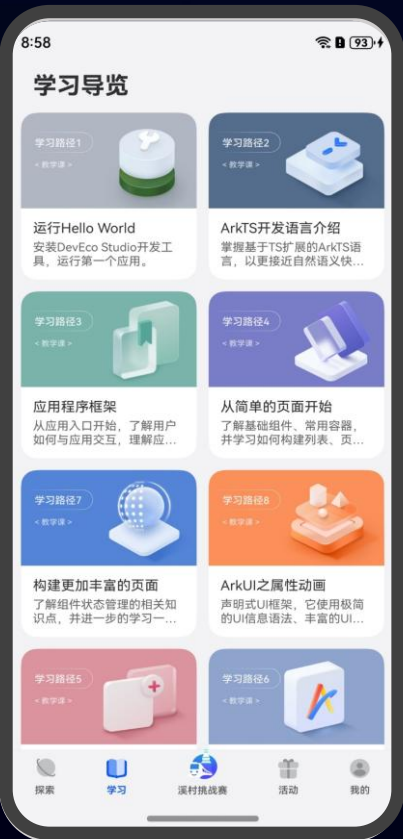 8:58
93
学习导览
学习路径1
< 教学课 >
运行Hello World
安装DevEco Studio开发工
具，运行第一个应用。
学习路径2
< 教学课 >
ArkTS开发语言介绍
掌握基于TS扩展的ArkTS语
言，以更接近自然语义快...
学习路径3
< 教学课 >
应用程序框架
从应用入口开始，了解用户
如何与应用交互，理解应...
学习路径4
< 教学课 >
从简单的页面开始
了解基础组件、常用容器，
并学习如何构建列表、页...
学习路径7
< 教学课 >
构建更加丰富的页面
了解组件状态管理的相关知
识点，并进一步的学习一...
学习路径8
< 教学课 >
ArkUI之属性动画
声明式UI框架，它使用极简
的UI信息语法、丰富的UI...
学习路径5
< 教学课 >
学习路径6
< 教学课 >
探索
学习
溪村挑战赛
活动
我的